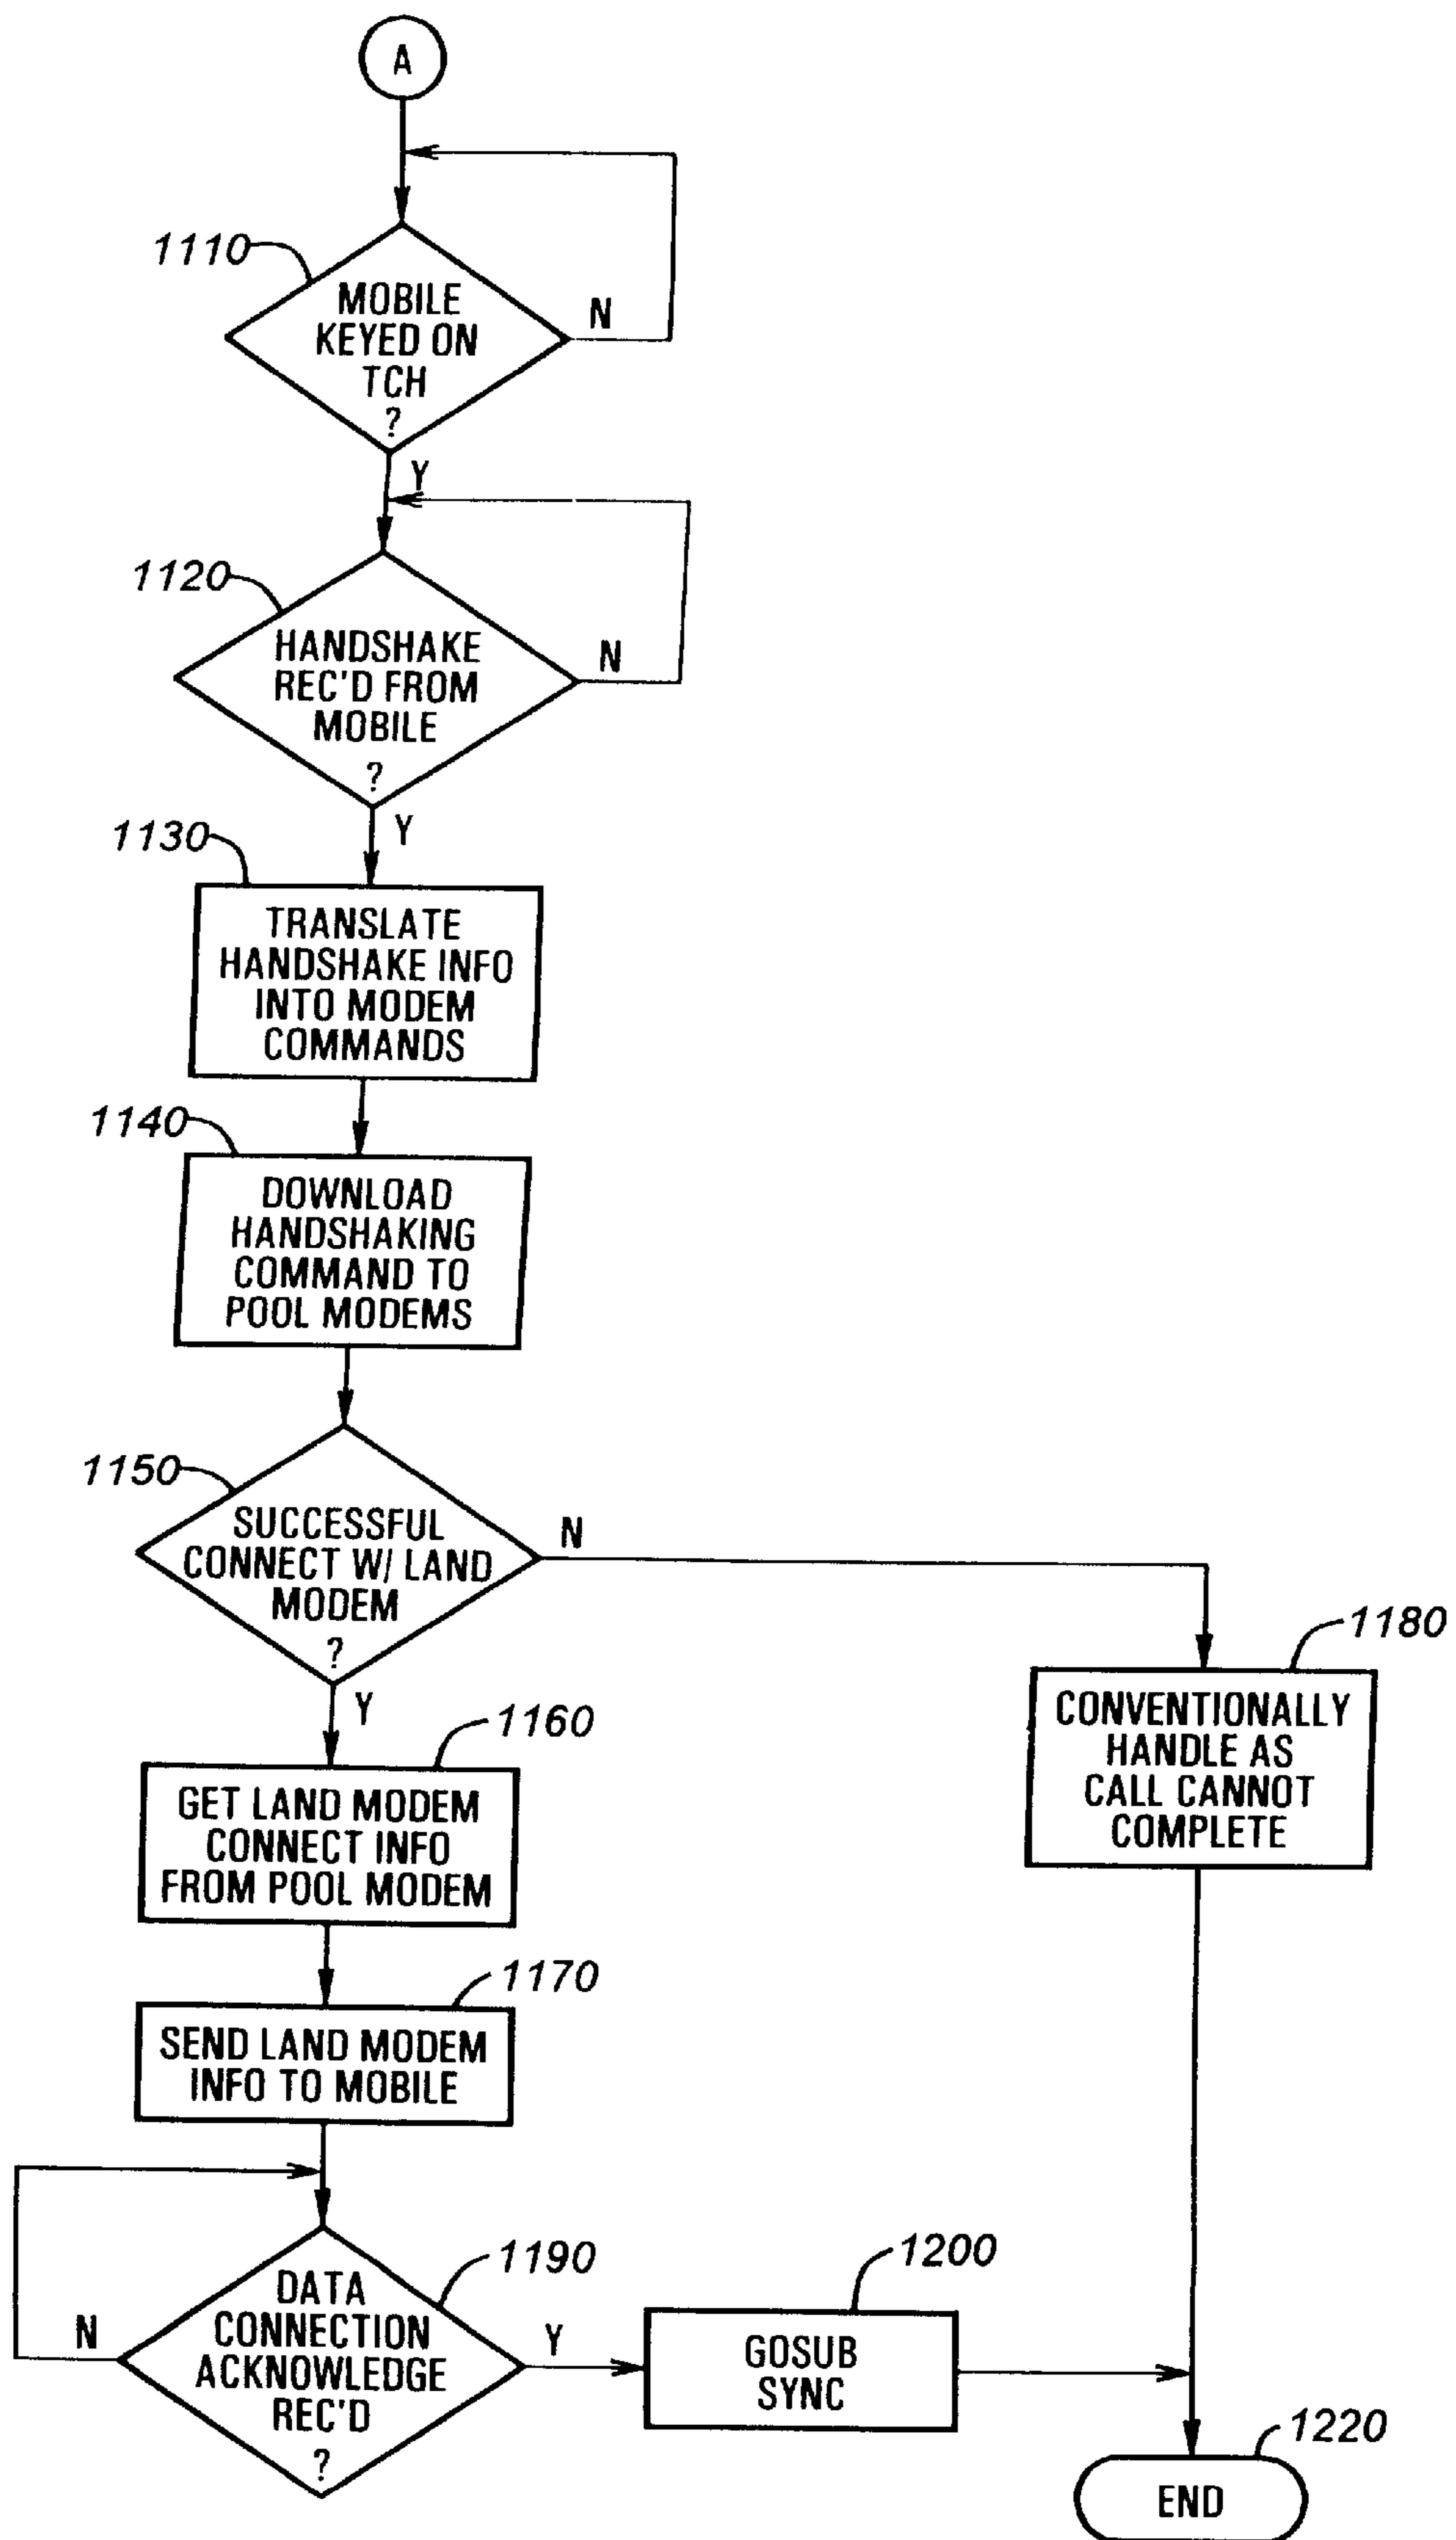 A
1110
MOBILE
KEYED ON
TCH
?
N
Y
1120
HANDSHAKE
REC'D FROM
MOBILE
?
N
Y
1130
TRANSLATE
HANDSHAKE INFO
INTO MODEM
COMMANDS
1140
DOWNLOAD
HANDSHAKING
COMMAND TO
POOL MODEMS
1150
SUCCESSFUL
CONNECT W/ LAND
MODEM
?
N
Y
1180
CONVENTIONALLY
HANDLE AS
CALL CANNOT
COMPLETE
1160
GET LAND MODEM
CONNECT INFO
FROM POOL MODEM
1170
SEND LAND MODEM
INFO TO MOBILE
1190
DATA
CONNECTION
ACKNOWLEDGE
REC'D
?
N
Y
1200
GOSUB
SYNC
1220
END